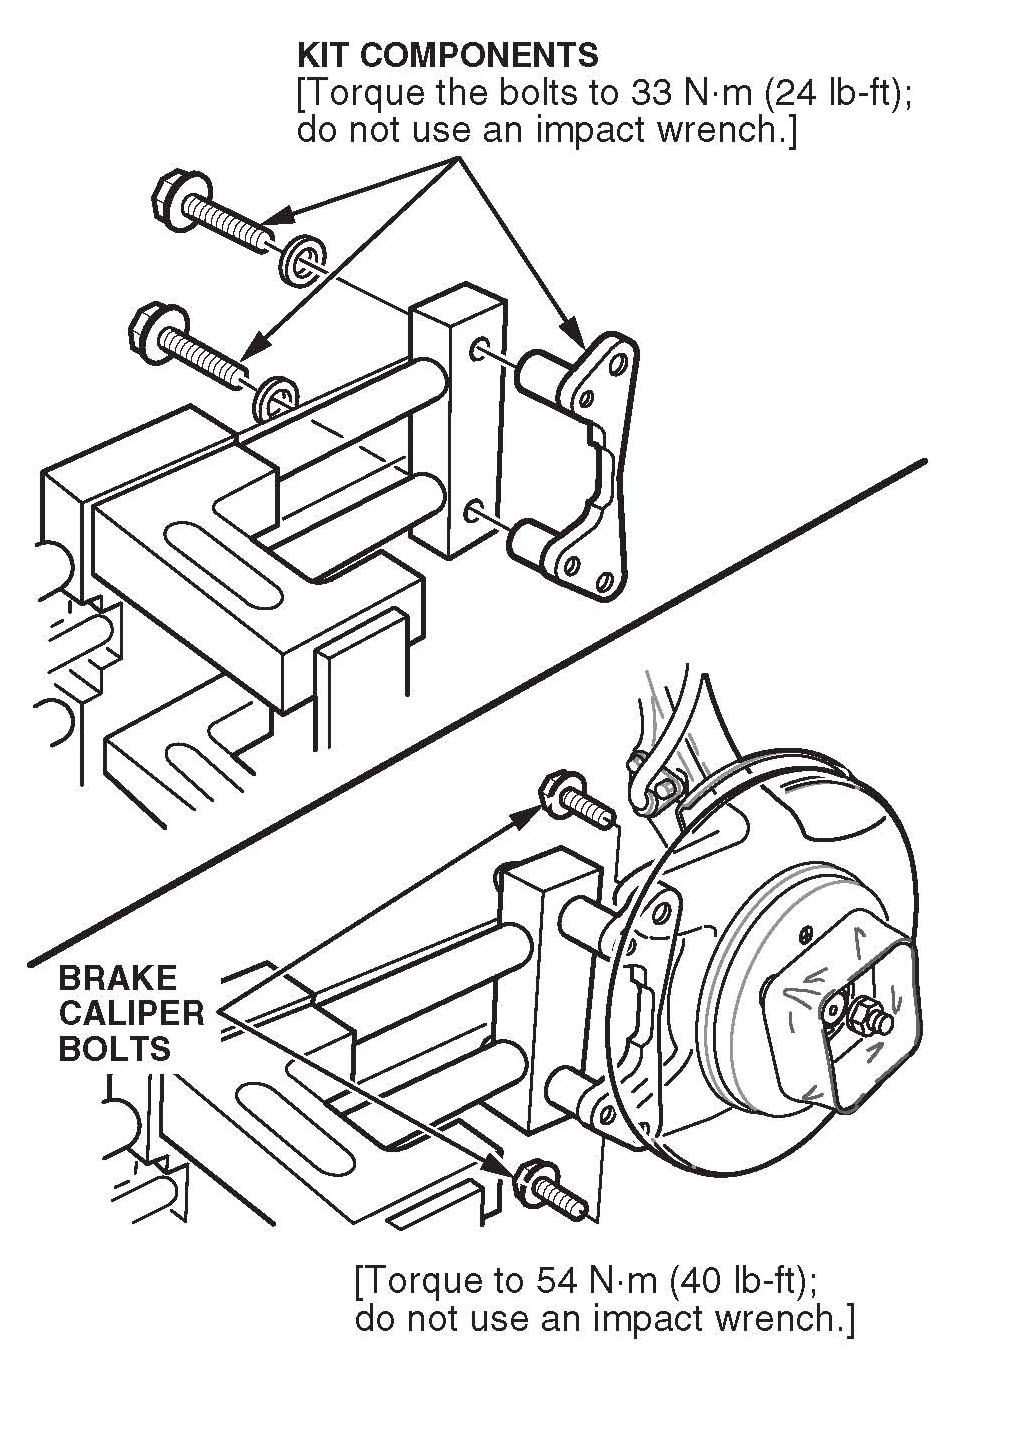 KIT COMPONENTS
[Torque the bolts to 33 N·m (24 lb-ft);
do not use an impact wrench.]
BRAKE
CALIPER
BOLTS
[Torque to 54 N·m (40 lb-ft);
do not use an impact wrench.]